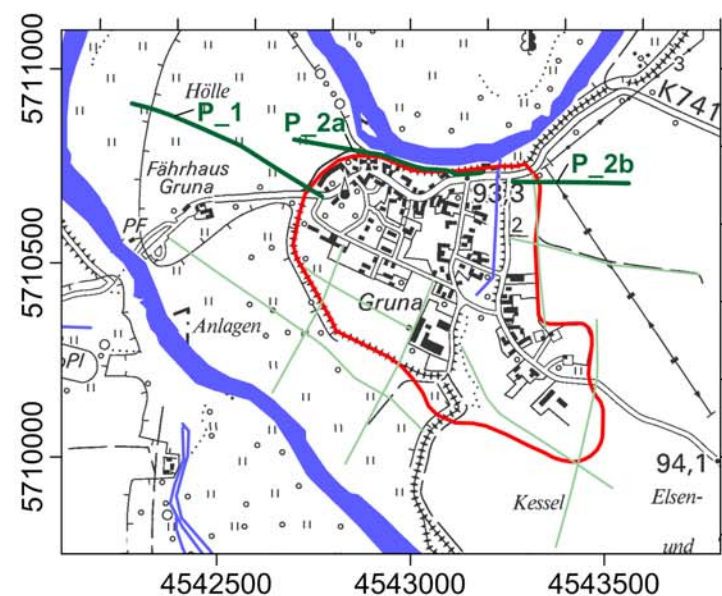 5711000
5710500
5710000
4542500
4543000
4543500
Hölle
P_1
P_2a
P_2b
3
K741
Fährhaus
Gruna
PF
93,3
2
Gruna
Anlagen
Pl
94,1
Kessel
Elsen-
und